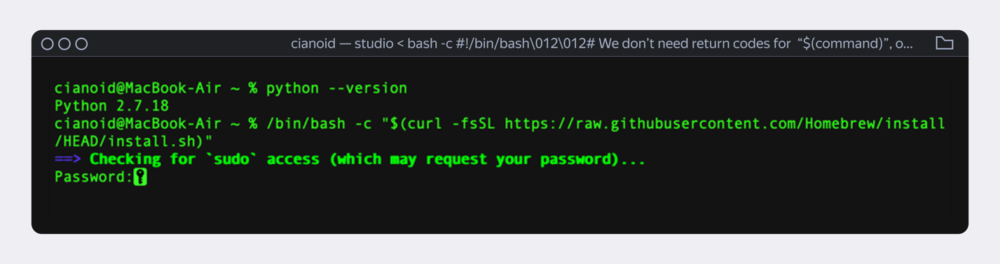 cianoid — studio < bash -c #!/bin/bash\012\012# We don’t need return codes for “$(command)”, o...
cianoid@MacBook-Air ~ % python --version
Python 2.7.18
cianoid@MacBook-Air ~ % /bin/bash -c "$(curl -fsSL https://raw.githubusercontent.com/Homebrew/install
/HEAD/install.sh)"
==> Checking for `sudo` access (which may request your password)...
Password: